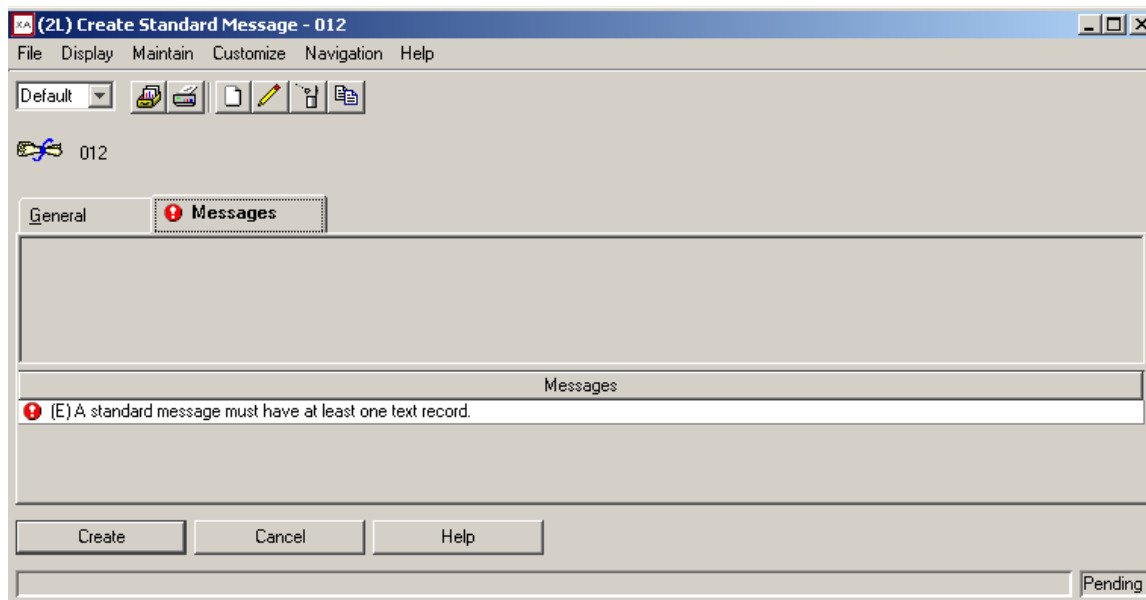 XA (2L) Create Standard Message - 012
File Display Maintain Customize Navigation Help
Default
012
General Messages
Messages
(E) A standard message must have at least one text record.
Create Cancel Help
Pending